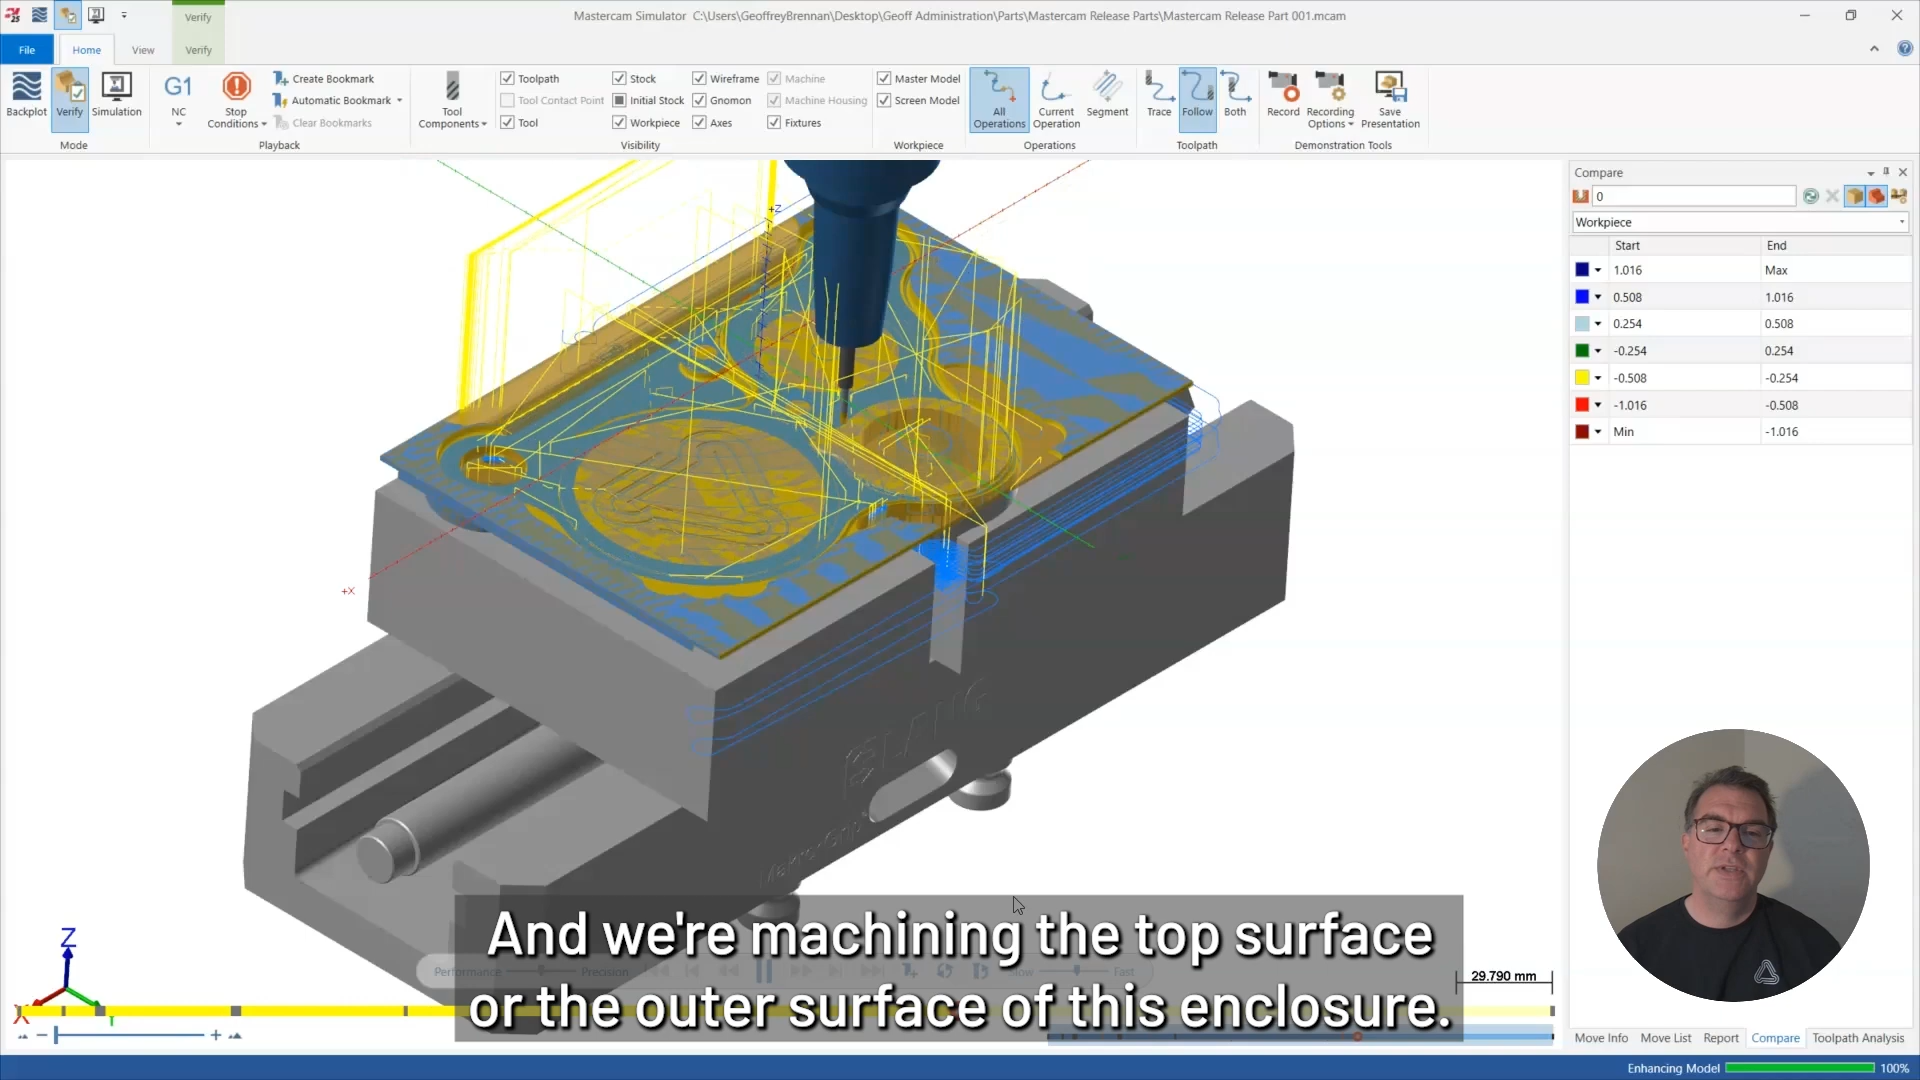 Verify
Mastercam Simulator C:\Users\GeoffreyBrennan\Desktop\Geoff Administration\Parts\Mastercam Release Parts\Mastercam Release Part 001.mcam
File
Home
View
Verify
Backplot
Verify
Simulation
Mode
G1
NC
Stop Conditions
Create Bookmark
Automatic Bookmark
Clear Bookmarks
Playback
Tool Components
Toolpath
Tool Contact Point
Tool
Stock
Initial Stock
Workpiece
Wireframe
Gnomon
Axes
Machine
Machine Housing
Fixtures
Visibility
Master Model
Screen Model
Workpiece
All Operations
Current Operation
Segment
Operations
Trace
Follow
Both
Toolpath
Record
Recording Options
Save Presentation
Demonstration Tools
Compare
0
Workpiece
Start End
1.016 Max
0.508 1.016
0.254 0.508
-0.254 0.254
-0.508 -0.254
-1.016 -0.508
Min -1.016
+Z
+X
LANG
Z
X
Y
Performance
Precision
Slow
Fast
And we're machining the top surface
or the outer surface of this enclosure.
29.790 mm
Move Info Move List Report Compare Toolpath Analysis
Enhancing Model 100%